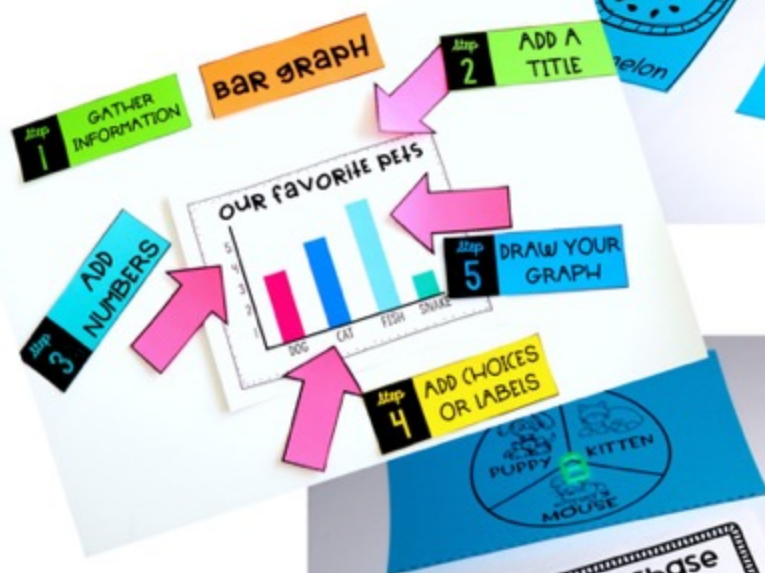 BAR GRAPH
Step 1
GATHER
INFORMATION
Step 2
ADD A
TITLE
OUR FAVORITE PETS
5
4
3
2
1
DOG CAT FISH SNAKE
Step 3
ADD
NUMBERS
Step 4
ADD CHOICES
OR LABELS
Step 5
DRAW YOUR
GRAPH
PUPPY KITTEN
MOUSE